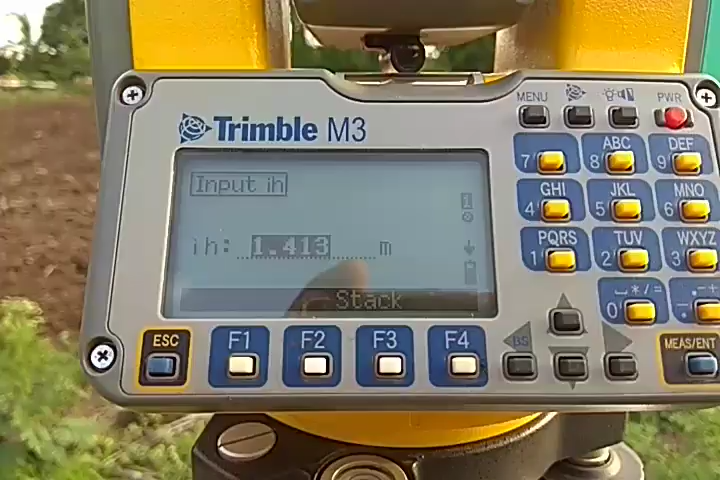 Trimble M3
Input ih
ih: 1.413 m
Stack
MENU
PWR
7
ABC
8
DEF
9
GHI
4
JKL
5
MNO
6
PQRS
1
TUV
2
WXYZ
3
0
ESC
F1
F2
F3
F4
BS
MEAS/ENT